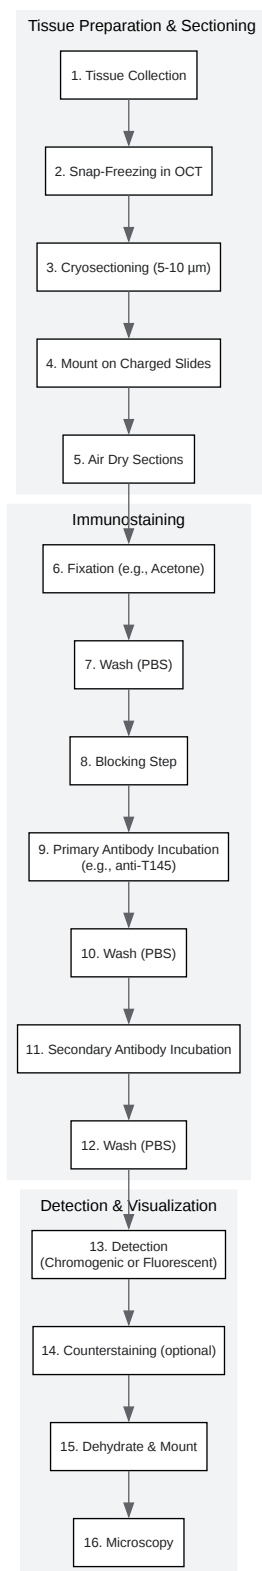 Tissue Preparation & Sectioning
1. Tissue Collection
2. Snap-Freezing in OCT
3. Cryosectioning (5-10 µm)
4. Mount on Charged Slides
5. Air Dry Sections
Immunostaining
6. Fixation (e.g., Acetone)
7. Wash (PBS)
8. Blocking Step
9. Primary Antibody Incubation
(e.g., anti-T145)
10. Wash (PBS)
11. Secondary Antibody Incubation
12. Wash (PBS)
Detection & Visualization
13. Detection
(Chromogenic or Fluorescent)
14. Counterstaining (optional)
15. Dehydrate & Mount
16. Microscopy